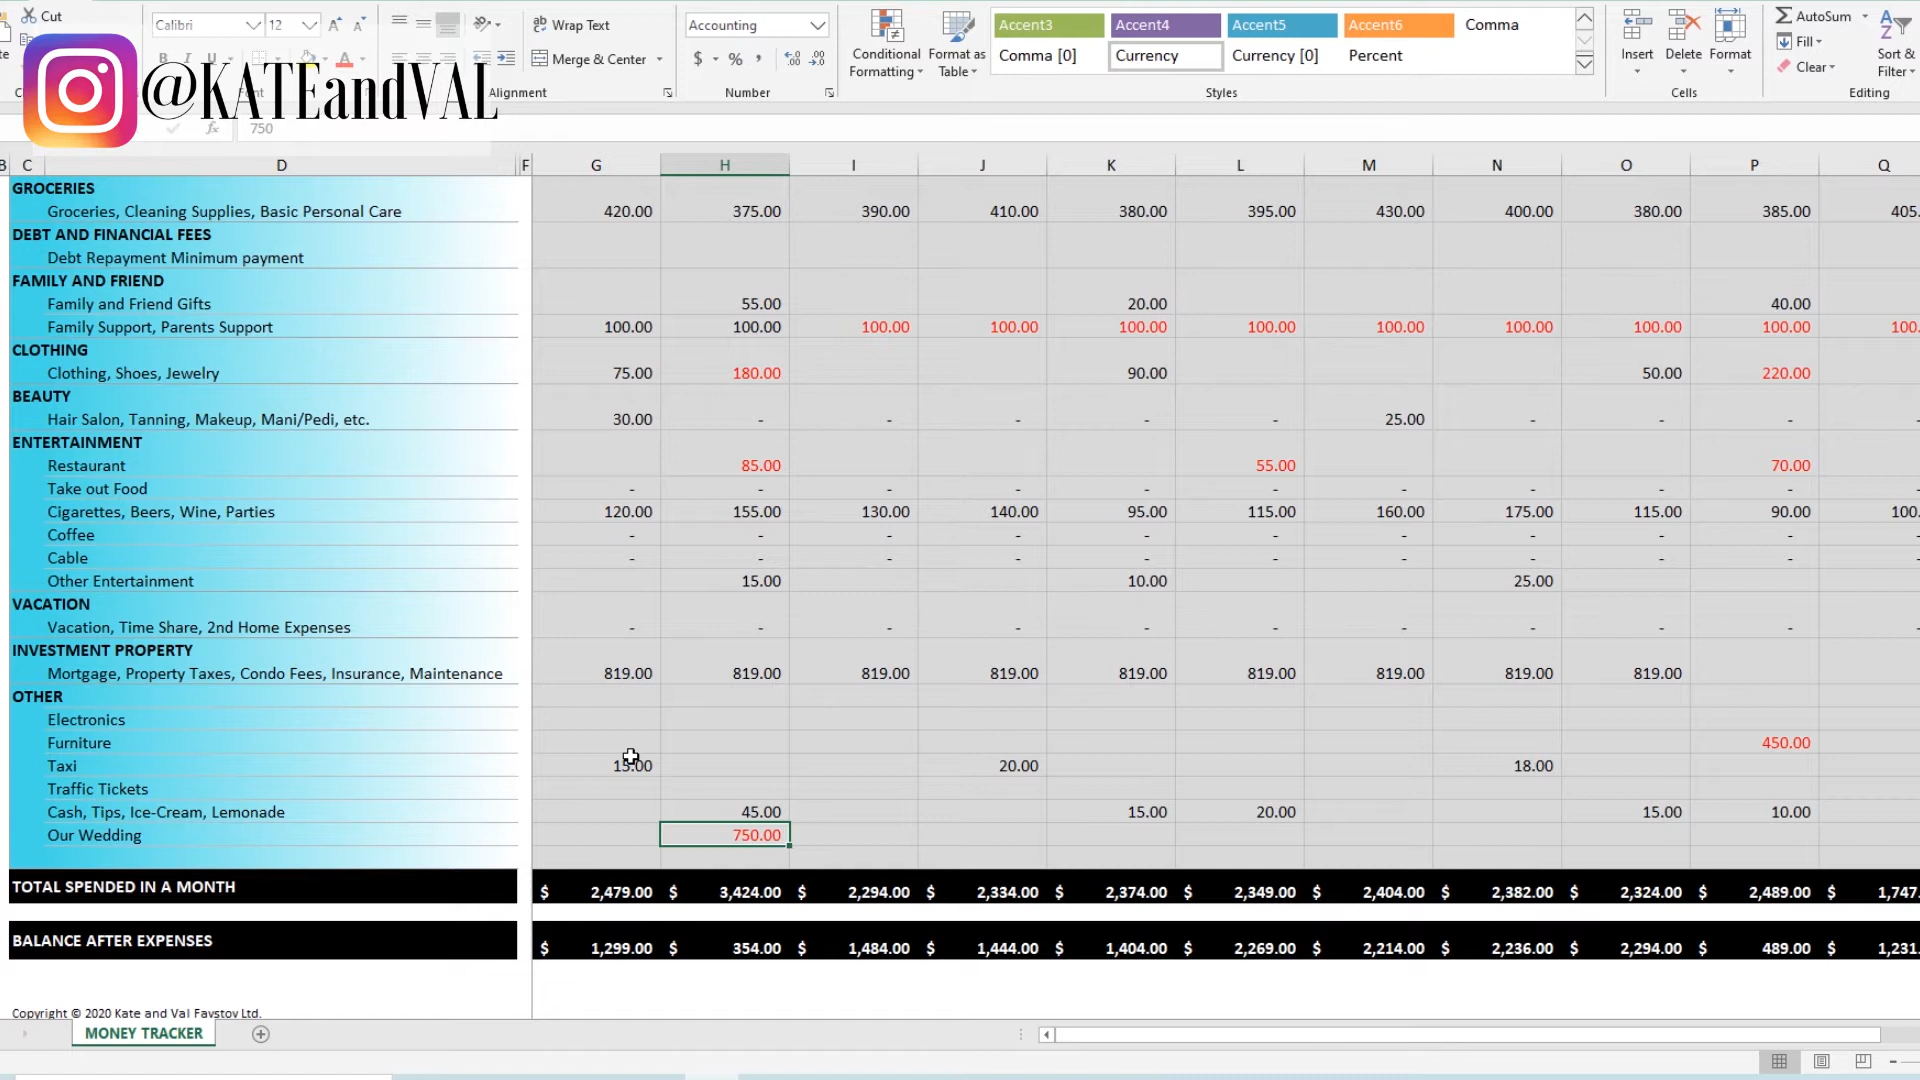 Cut
Calibri 12 Wrap Text Accounting Accent3 Accent4 Accent5 Accent6 Comma AutoSum
Merge & Center $ % , Conditional Formatting Format as Table Comma [0] Currency Currency [0] Percent Insert Delete Format Fill Sort & Filter
Clear
@KATEandVAL
Font Alignment Number Styles Cells Editing
fx 750
B C D F G H I J K L M N O P Q
GROCERIES
Groceries, Cleaning Supplies, Basic Personal Care 420.00 375.00 390.00 410.00 380.00 395.00 430.00 400.00 380.00 385.00 405.
DEBT AND FINANCIAL FEES
Debt Repayment Minimum payment
FAMILY AND FRIEND
Family and Friend Gifts 55.00 20.00 40.00
Family Support, Parents Support 100.00 100.00 100.00 100.00 100.00 100.00 100.00 100.00 100.00 100.00 100.
CLOTHING
Clothing, Shoes, Jewelry 75.00 180.00 90.00 50.00 220.00
BEAUTY
Hair Salon, Tanning, Makeup, Mani/Pedi, etc. 30.00 - - - - - 25.00 - - - -
ENTERTAINMENT
Restaurant 85.00 55.00 70.00
Take out Food - - - - - - - - - - -
Cigarettes, Beers, Wine, Parties 120.00 155.00 130.00 140.00 95.00 115.00 160.00 175.00 115.00 90.00 100.
Coffee - - - - - - - - - - -
Cable - - - - - - - - - - -
Other Entertainment 15.00 10.00 25.00
VACATION
Vacation, Time Share, 2nd Home Expenses - - - - - - - - - - -
INVESTMENT PROPERTY
Mortgage, Property Taxes, Condo Fees, Insurance, Maintenance 819.00 819.00 819.00 819.00 819.00 819.00 819.00 819.00 819.00
OTHER
Electronics
Furniture 450.00
Taxi 15.00 20.00 18.00
Traffic Tickets
Cash, Tips, Ice-Cream, Lemonade 45.00 15.00 20.00 15.00 10.00
Our Wedding 750.00
TOTAL SPENDED IN A MONTH $ 2,479.00 $ 3,424.00 $ 2,294.00 $ 2,334.00 $ 2,374.00 $ 2,349.00 $ 2,404.00 $ 2,382.00 $ 2,324.00 $ 2,489.00 $ 1,747.
BALANCE AFTER EXPENSES $ 1,299.00 $ 354.00 $ 1,484.00 $ 1,444.00 $ 1,404.00 $ 2,269.00 $ 2,214.00 $ 2,236.00 $ 2,294.00 $ 489.00 $ 1,231.
Copyright © 2020 Kate and Val Favstov Ltd.
MONEY TRACKER